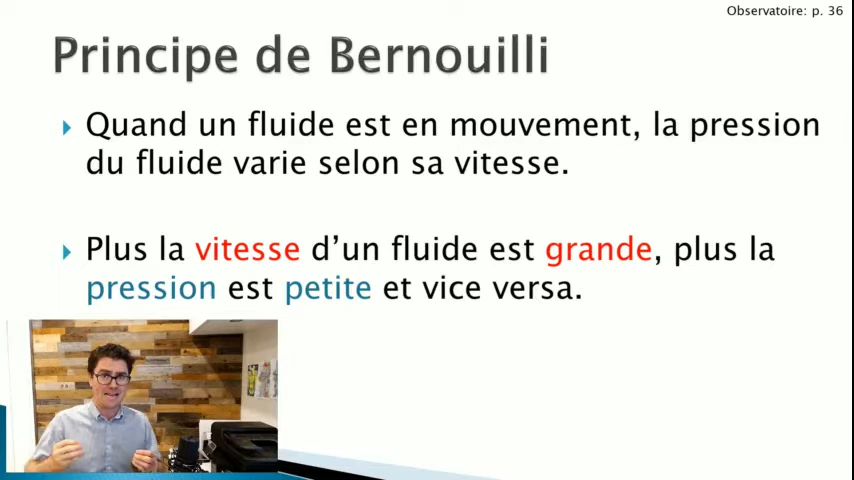 Observatoire: p. 36
Principe de Bernouilli
Quand un fluide est en mouvement, la pression
du fluide varie selon sa vitesse.
Plus la vitesse d’un fluide est grande, plus la
pression est petite et vice versa.